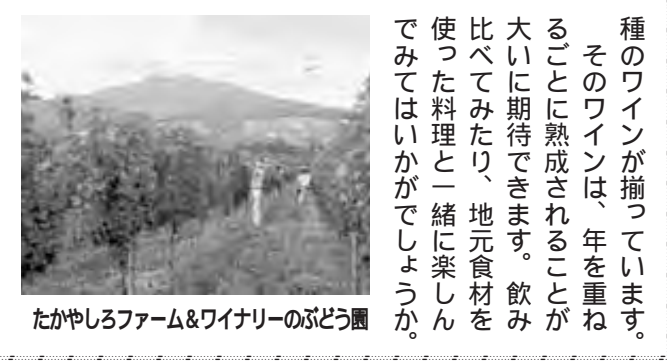 種のワインが揃っています。
そのワインは、年を重ね
るごとに熟成されることが
大いに期待できます。飲み
比べてみたり、地元食材を
使った料理と一緒に楽しん
でみてはいかがでしょうか。
たかやしろファーム&ワイナリーのぶどう園